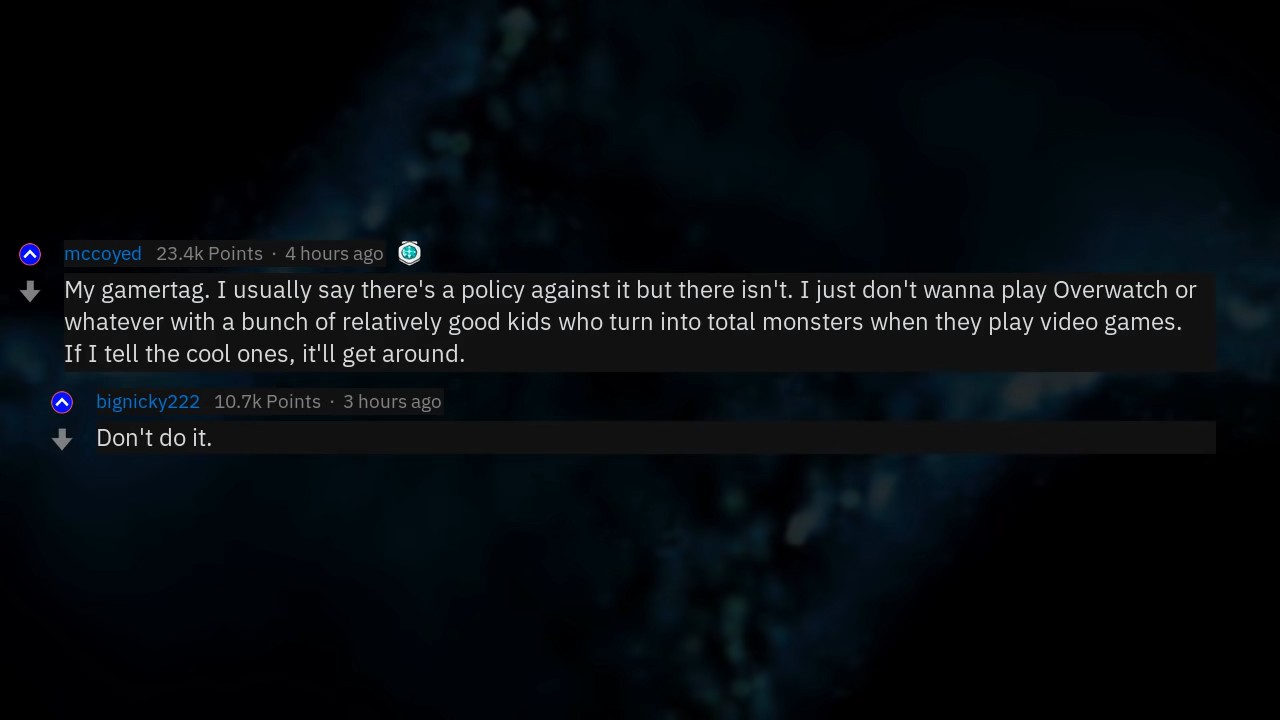 mccoyed 23.4k Points · 4 hours ago
My gamertag. I usually say there's a policy against it but there isn't. I just don't wanna play Overwatch or
whatever with a bunch of relatively good kids who turn into total monsters when they play video games.
If I tell the cool ones, it'll get around.
bignicky222 10.7k Points · 3 hours ago
Don't do it.